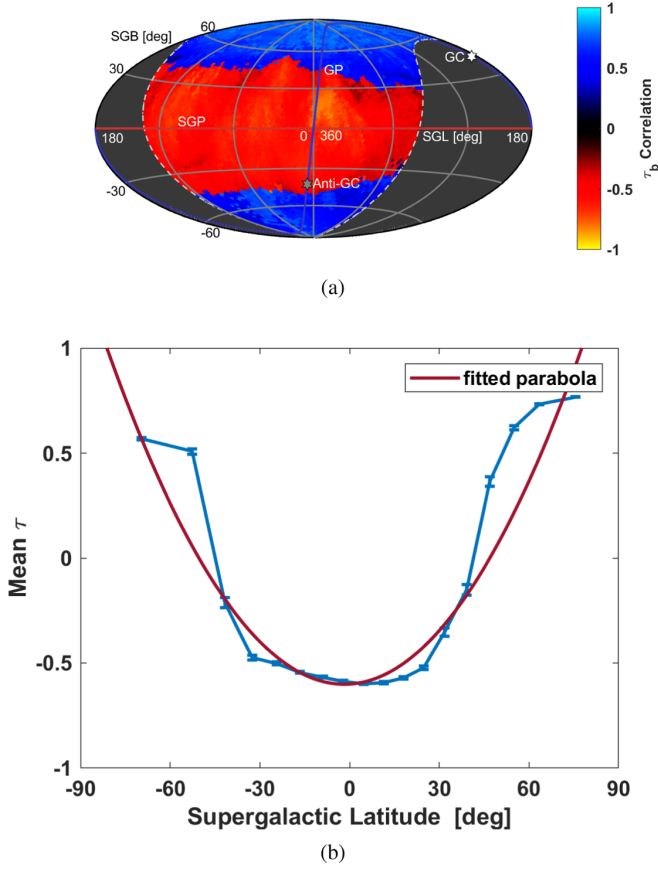 SGB [deg]
60
GC
30
GP
SGP
180
0
360
SGL [deg]
180
-30
Anti-GC
-60
1
0.5
0
-0.5
-1
τb Correlation
(a)
1
0.5
0
-0.5
-1
Mean τ
fitted parabola
-90
-60
-30
0
30
60
90
Supergalactic Latitude [deg]
(b)